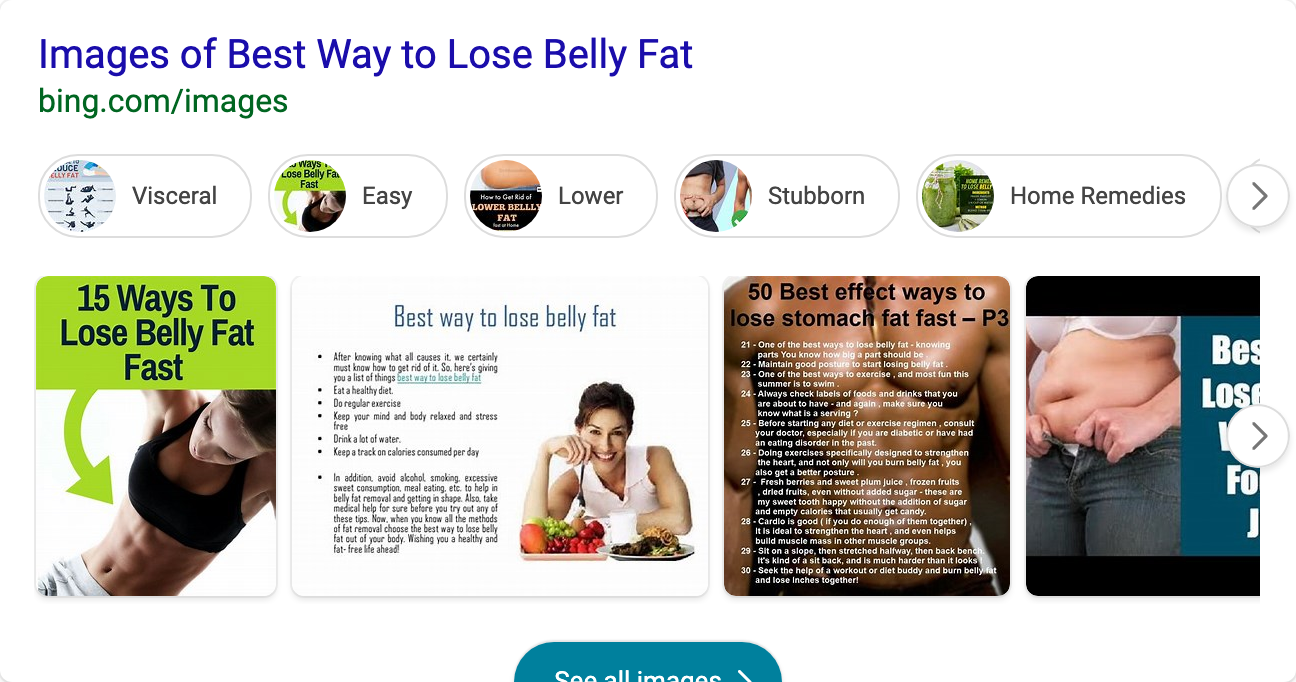 Images of Best Way to Lose Belly Fat
bing.com/images
DUCE
ELLY FAT
Visceral
Lose Belly Fat
Fast
Easy
How to Get Rid of
LOWER BELLY
FAT
Fast at Home
Lower
Stubborn
Home Remedies
15 Ways To
Lose Belly Fat
Fast
Best way to lose belly fat
After knowing what all causes it, we certainly
must know how to get rid of it. So, here's giving
you a list of things best way to lose belly fat
Eat a healthy diet.
Do regular exercise
Keep your mind and body relaxed and stress
free
Drink a lot of water.
Keep a track on calories consumed per day
In addition, avoid alcohol, smoking, excessive
sweet consumption, meal eating, etc. to help in
belly fat removal and getting in shape. Also, take
medical help for sure before you try out any of
these tips. Now, when you know all the methods
of fat removal choose the best way to lose belly
fat out of your body. Wishing you a healthy and
fat- free life ahead!
50 Best effect ways to
lose stomach fat fast – P3
21 - One of the best ways to lose belly fat - knowing
parts You know how big a part should be .
22 - Maintain good posture to start losing belly fat .
23 - One of the best ways to exercise , and most fun this
summer is to swim .
24 - Always check labels of foods and drinks that you
are about to have - and again , make sure you
know what is a serving ?
25 - Before starting any diet or exercise regimen , consult
your doctor, especially if you are diabetic or have had
an eating disorder in the past.
26 - Doing exercises specifically designed to strengthen
the heart, and not only will you burn belly fat , you
also get a better posture .
27 - Fresh berries and sweet plum juice , frozen fruits
, dried fruits, even without added sugar - these are
my sweet tooth happy without the addition of sugar
and empty calories that usually get candy.
28 - Cardio is good ( if you do enough of them together) ,
It is ideal to strengthen the heart , and even helps
build muscle mass in other muscle groups.
29 - Sit on a slope, then stretched halfway, then back bench.
It's kind of a sit back, and is much harder than it looks !
30 - Seek the help of a workout or diet buddy and burn belly fat
and lose inches together!
Bes
Lose
Fo
J
See all images